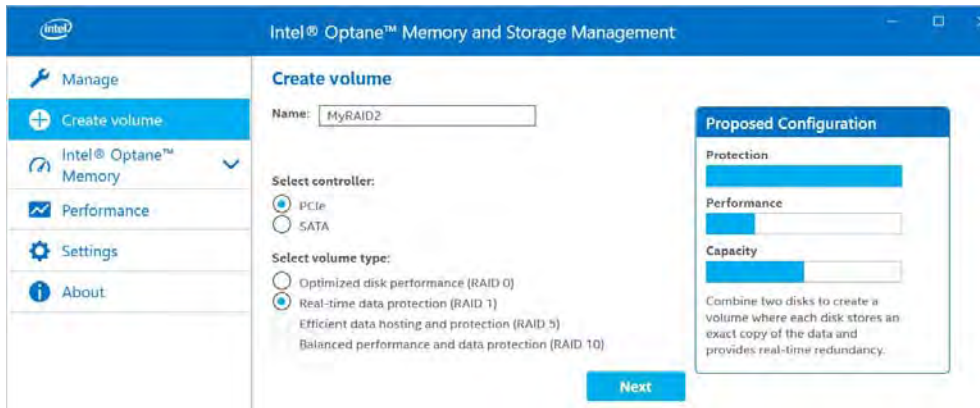 intel
Intel® Optane™ Memory and Storage Management
Manage
Create volume
Intel® Optane™
Memory
Performance
Settings
About
Create volume
Name: MyRAID2
Select controller:
PCIe
SATA
Select volume type:
Optimized disk performance (RAID 0)
Real-time data protection (RAID 1)
Efficient data hosting and protection (RAID 5)
Balanced performance and data protection (RAID 10)
Next
Proposed Configuration
Protection
Performance
Capacity
Combine two disks to create a
volume where each disk stores an
exact copy of the data and
provides real-time redundancy.